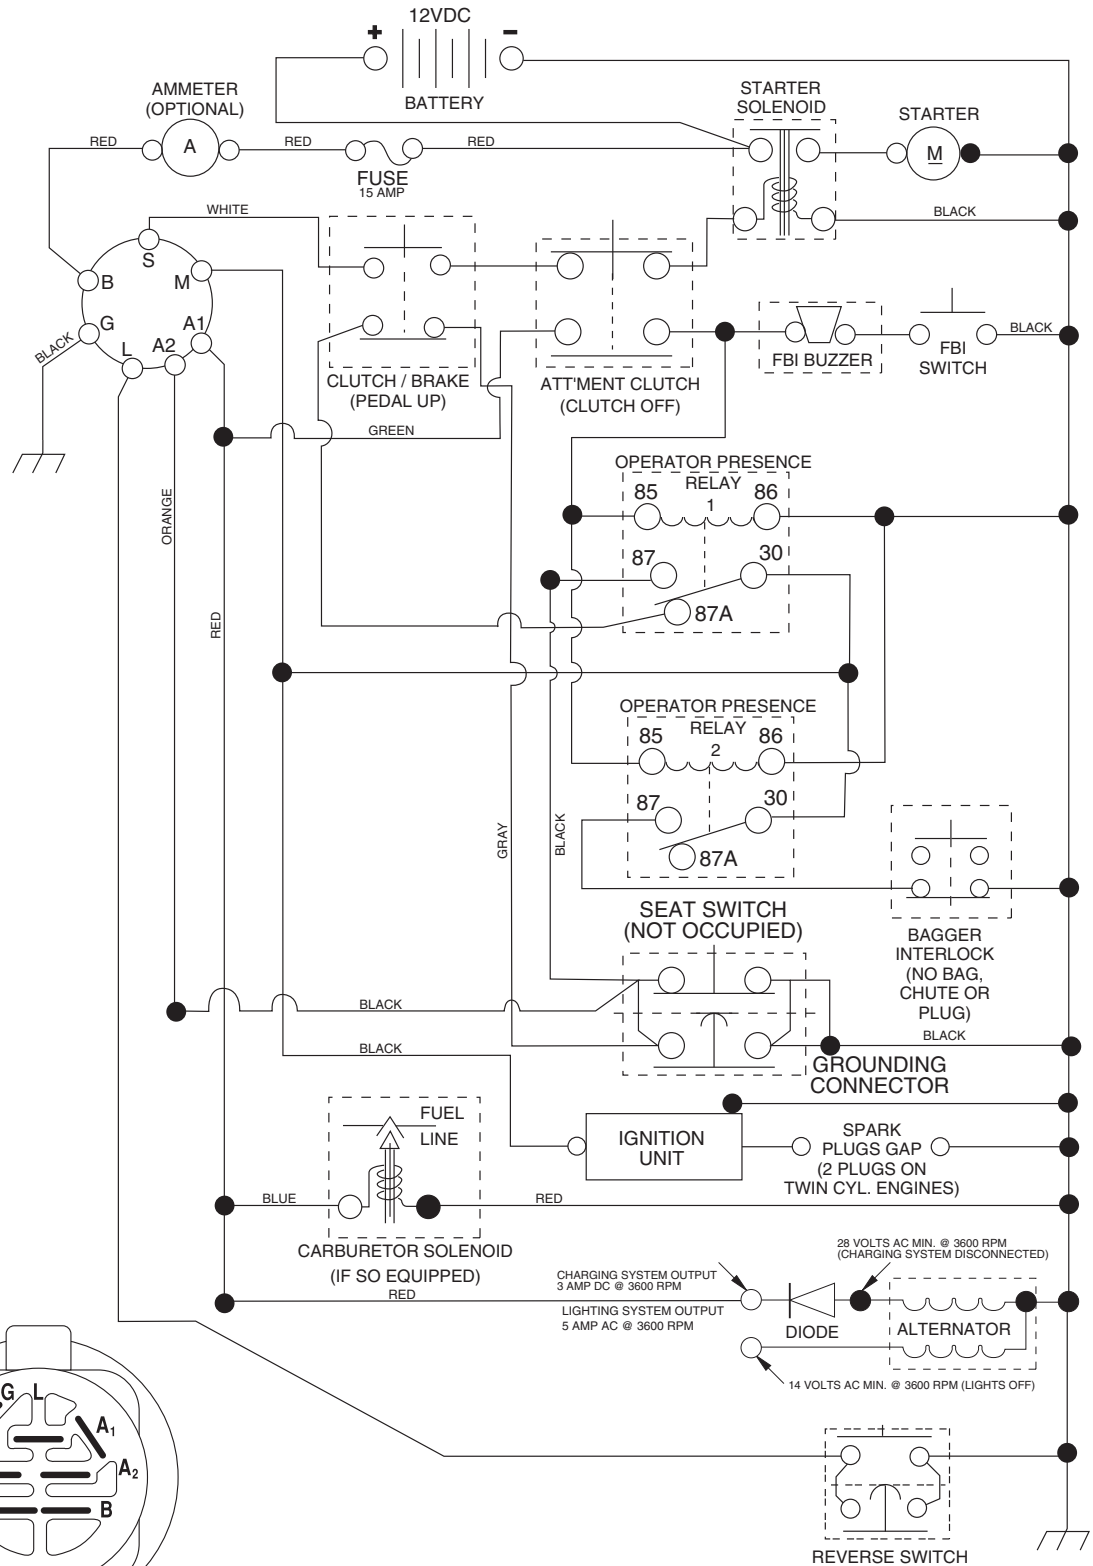 12VDC
+
-
BATTERY
AMMETER
(OPTIONAL)
A
RED
RED
FUSE
15 AMP
RED
STARTER
SOLENOID
STARTER
M
BLACK
WHITE
S
B
M
G
A1
L
A2
BLACK
CLUTCH / BRAKE
(PEDAL UP)
ATT'MENT CLUTCH
(CLUTCH OFF)
FBI BUZZER
FBI
SWITCH
BLACK
GREEN
ORANGE
RED
OPERATOR PRESENCE
RELAY
1
85
86
87
30
87A
OPERATOR PRESENCE
RELAY
2
85
86
87
30
87A
GRAY
BLACK
BAGGER
INTERLOCK
(NO BAG,
CHUTE OR
PLUG)
SEAT SWITCH
(NOT OCCUPIED)
BLACK
BLACK
BLACK
GROUNDING
CONNECTOR
FUEL
LINE
IGNITION
UNIT
SPARK
PLUGS GAP
(2 PLUGS ON
TWIN CYL. ENGINES)
BLUE
RED
CARBURETOR SOLENOID
(IF SO EQUIPPED)
RED
28 VOLTS AC MIN. @ 3600 RPM
(CHARGING SYSTEM DISCONNECTED)
CHARGING SYSTEM OUTPUT
3 AMP DC @ 3600 RPM
LIGHTING SYSTEM OUTPUT
5 AMP AC @ 3600 RPM
DIODE
ALTERNATOR
14 VOLTS AC MIN. @ 3600 RPM (LIGHTS OFF)
G
L
A1
A2
B
REVERSE SWITCH